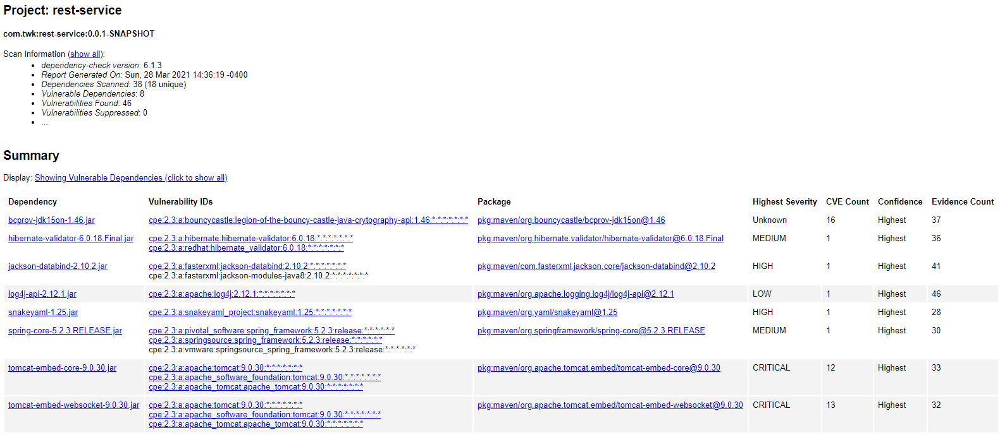 Project: rest-service
com.twk:rest-service:0.0.1-SNAPSHOT
Scan Information (show all):
• dependency-check version: 6.1.3
• Report Generated On: Sun, 28 Mar 2021 14:36:19 -0400
• Dependencies Scanned: 38 (18 unique)
• Vulnerable Dependencies: 8
• Vulnerabilities Found: 46
• Vulnerabilities Suppressed: 0
• ...
Summary
Display: Showing Vulnerable Dependencies (click to show all)
Dependency Vulnerability IDs Package Highest Severity CVE Count Confidence Evidence Count
bcprov-jdk15on-1.46.jar cpe:2.3:a:bouncycastle:legion-of-the-bouncy-castle-java-crytography-api:1.46:*:*:*:*:*:*:* pkg:maven/org.bouncycastle/bcprov-jdk15on@1.46 Unknown 16 Highest 37
hibernate-validator-6.0.18.Final.jar cpe:2.3:a:hibernate:hibernate-validator:6.0.18:*:*:*:*:*:*:* pkg:maven/org.hibernate.validator/hibernate-validator@6.0.18.Final MEDIUM 1 Highest 36
cpe:2.3:a:redhat:hibernate_validator:6.0.18:*:*:*:*:*:*:*
jackson-databind-2.10.2.jar cpe:2.3:a:fasterxml:jackson-databind:2.10.2:*:*:*:*:*:*:* pkg:maven/com.fasterxml.jackson.core/jackson-databind@2.10.2 HIGH 1 Highest 41
cpe:2.3:a:fasterxml:jackson-modules-java8:2.10.2:*:*:*:*:*:*:*
log4j-api-2.12.1.jar cpe:2.3:a:apache:log4j:2.12.1:*:*:*:*:*:*:* pkg:maven/org.apache.logging.log4j/log4j-api@2.12.1 LOW 1 Highest 46
snakeyaml-1.25.jar cpe:2.3:a:snakeyaml_project:snakeyaml:1.25:*:*:*:*:*:*:* pkg:maven/org.yaml/snakeyaml@1.25 HIGH 1 Highest 28
spring-core-5.2.3.RELEASE.jar cpe:2.3:a:pivotal_software:spring_framework:5.2.3:release:*:*:*:*:*:* pkg:maven/org.springframework/spring-core@5.2.3.RELEASE MEDIUM 1 Highest 30
cpe:2.3:a:springsource:spring_framework:5.2.3:release:*:*:*:*:*:*
cpe:2.3:a:vmware:springsource_spring_framework:5.2.3:release:*:*:*:*:*:*
tomcat-embed-core-9.0.30.jar cpe:2.3:a:apache:tomcat:9.0.30:*:*:*:*:*:*:* pkg:maven/org.apache.tomcat.embed/tomcat-embed-core@9.0.30 CRITICAL 12 Highest 33
cpe:2.3:a:apache_software_foundation:tomcat:9.0.30:*:*:*:*:*:*:*
cpe:2.3:a:apache_tomcat:apache_tomcat:9.0.30:*:*:*:*:*:*:*
tomcat-embed-websocket-9.0.30.jar cpe:2.3:a:apache:tomcat:9.0.30:*:*:*:*:*:*:* pkg:maven/org.apache.tomcat.embed/tomcat-embed-websocket@9.0.30 CRITICAL 13 Highest 32
cpe:2.3:a:apache_software_foundation:tomcat:9.0.30:*:*:*:*:*:*:*
cpe:2.3:a:apache_tomcat:apache_tomcat:9.0.30:*:*:*:*:*:*:*